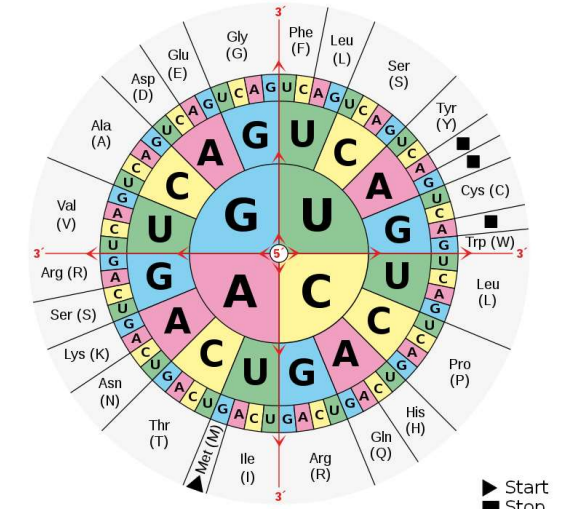 3´
Phe
(F)
Leu
(L)
Ser
(S)
Tyr
(Y)
Cys (C)
Trp (W)
3´
Leu
(L)
Pro
(P)
His
(H)
Gln
(Q)
Arg
(R)
3´
Ile
(I)
Met (M)
Thr
(T)
Asn
(N)
Lys (K)
Ser (S)
Arg (R)
3´
Val
(V)
Ala
(A)
Asp
(D)
Glu
(E)
Gly
(G)
U C A G U C A G U C A G U C A G
U C A G U C A G U C A G U C A G
U C A G U C A G U C A G U C A G
U C A G U C A G U C A G U C A G
U C A G
U C A G
U C A G
U C A G
G U
5´
A C
Start
Stop